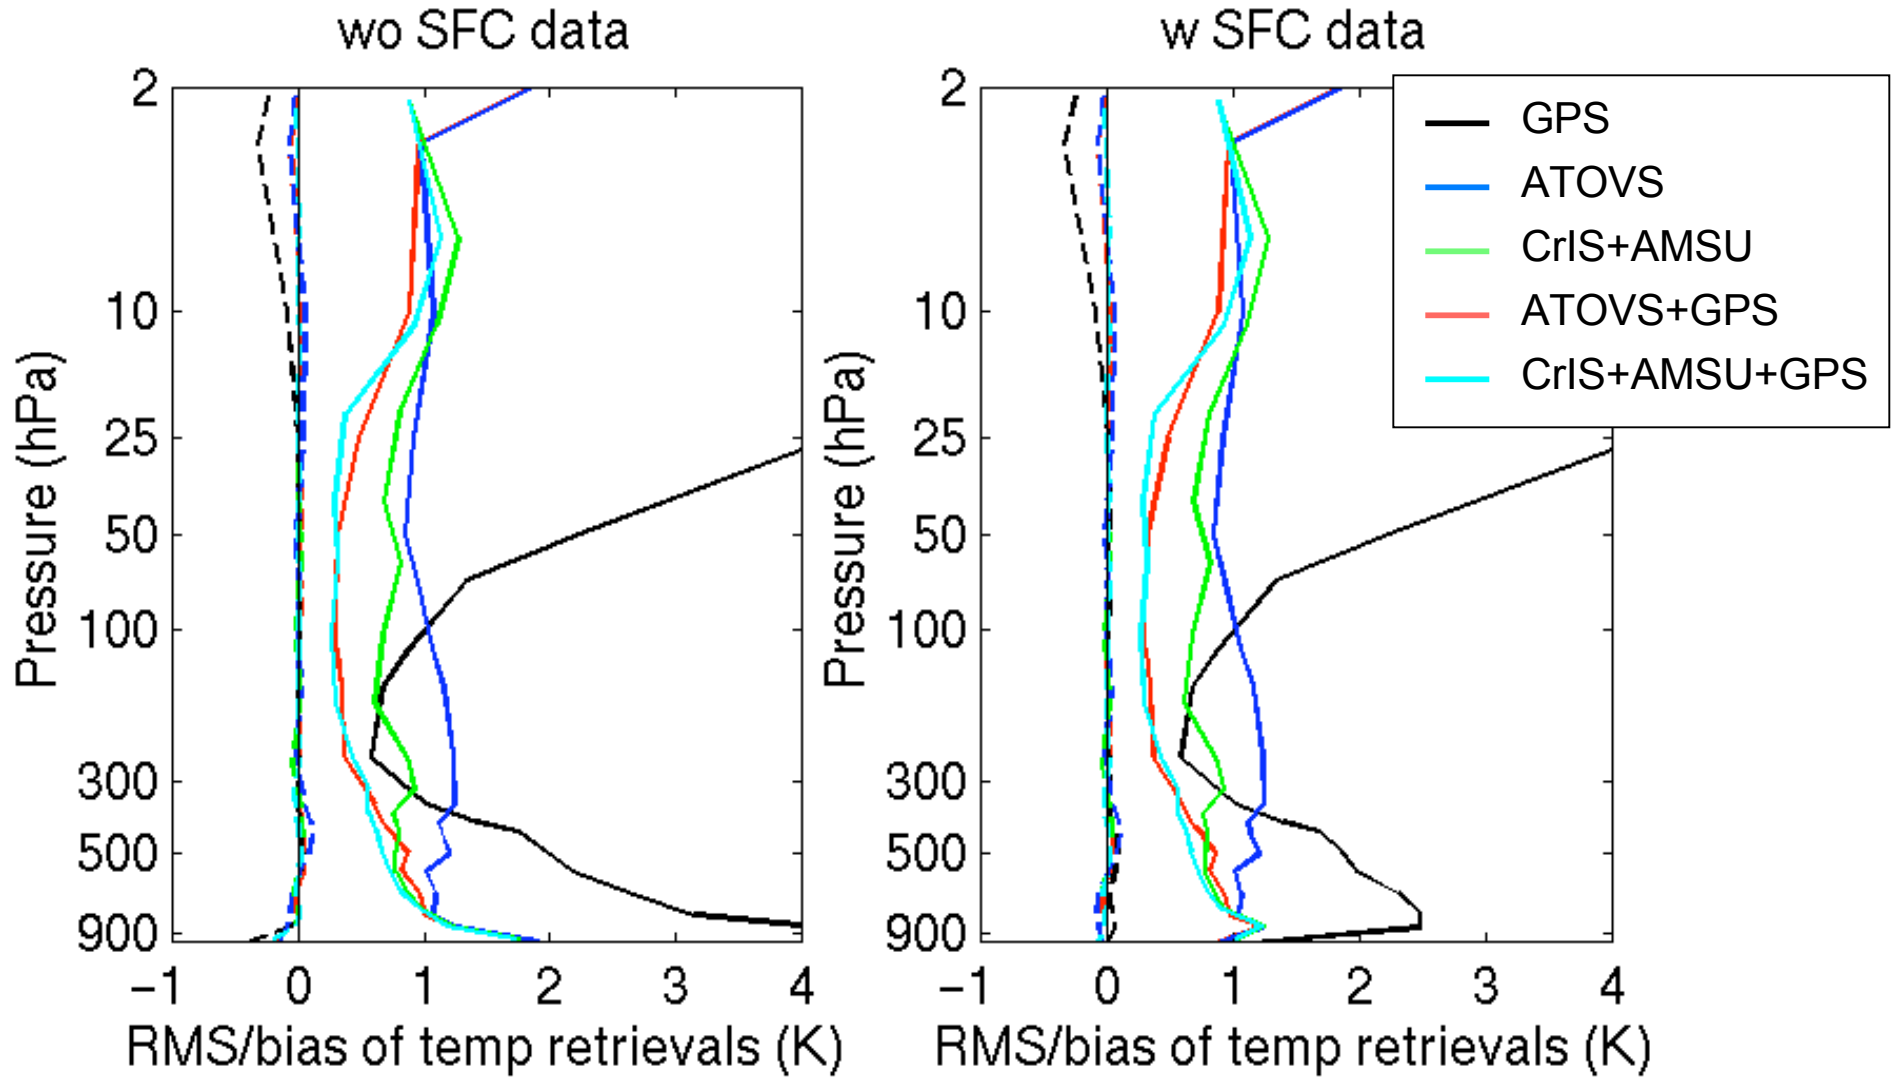 wo SFC data
2
10
25
50
100
300
500
900
Pressure (hPa)
−1 0 1 2 3 4
RMS/bias of temp retrievals (K)
w SFC data
2
10
25
50
100
300
500
900
Pressure (hPa)
−1 0 1 2 3 4
RMS/bias of temp retrievals (K)
GPS
ATOVS
CrIS+AMSU
ATOVS+GPS
CrIS+AMSU+GPS